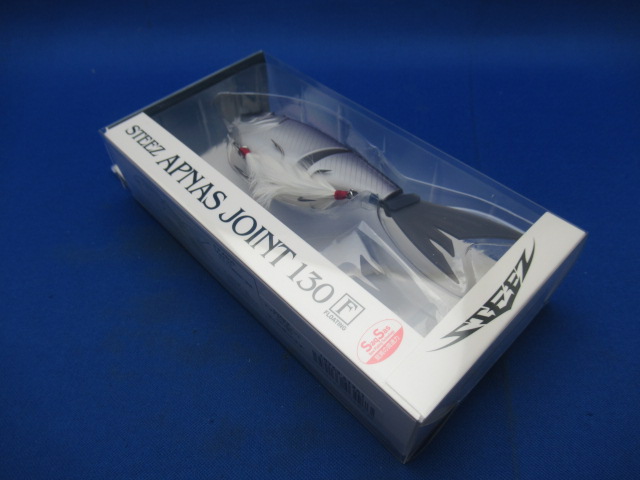 STEEZ APNAS JOINT 130 F
FLOATING
STEEZ